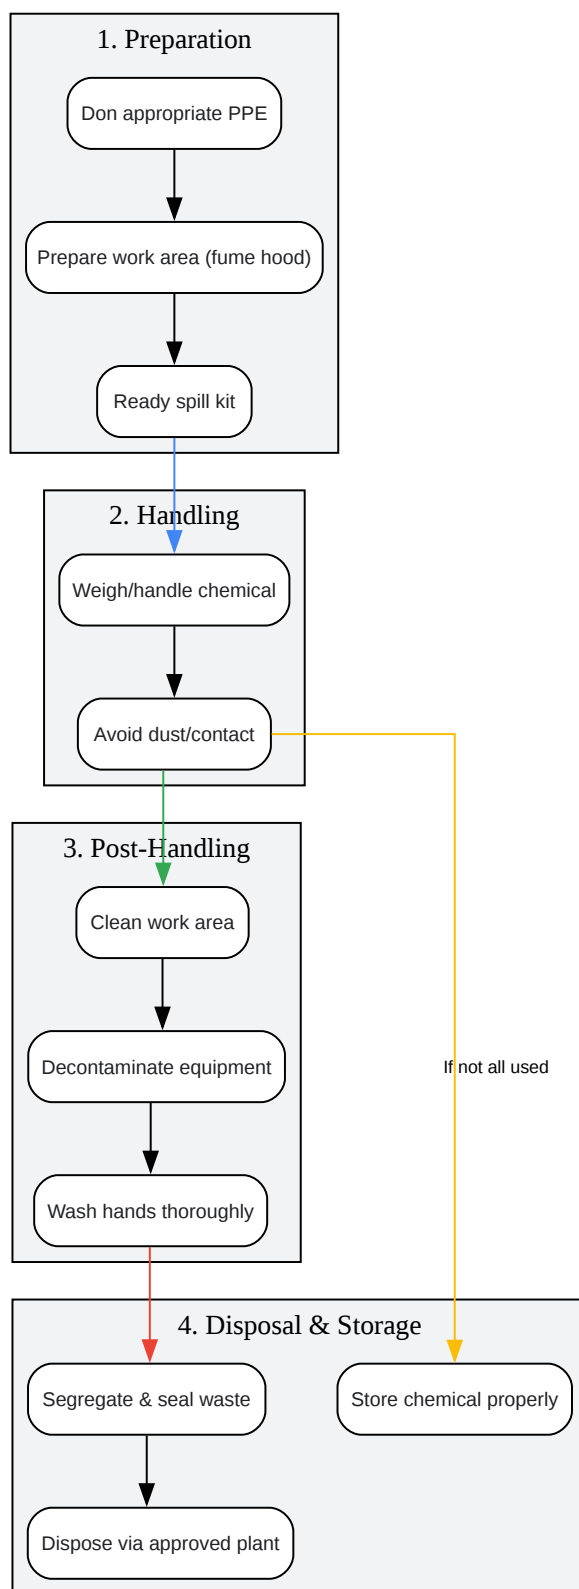 1. Preparation
Don appropriate PPE
Prepare work area (fume hood)
Ready spill kit
2. Handling
Weigh/handle chemical
Avoid dust/contact
3. Post-Handling
Clean work area
Decontaminate equipment
If not all used
Wash hands thoroughly
4. Disposal & Storage
Segregate & seal waste
Store chemical properly
Dispose via approved plant